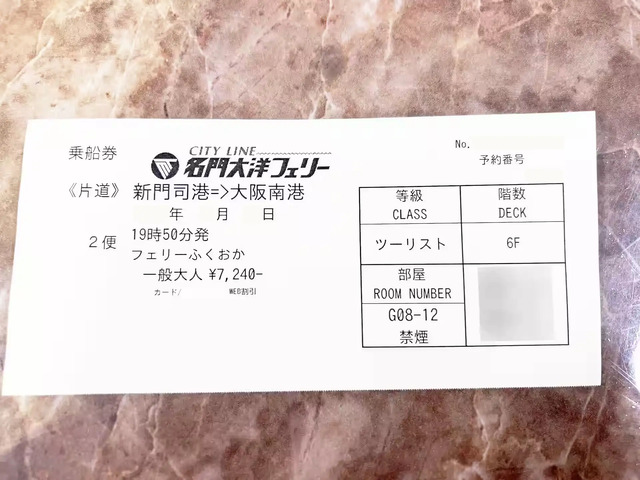 乗船券
CITY LINE
名門大洋フェリー
No.
予約番号
《片道》 新門司港=>大阪南港
年 月 日
2便 19時50分発
フェリーふくおか
一般大人 ¥7,240-
カード/ WEB割引
等級 階数
CLASS DECK
ツーリスト 6F
部屋
ROOM NUMBER
G08-12
禁煙